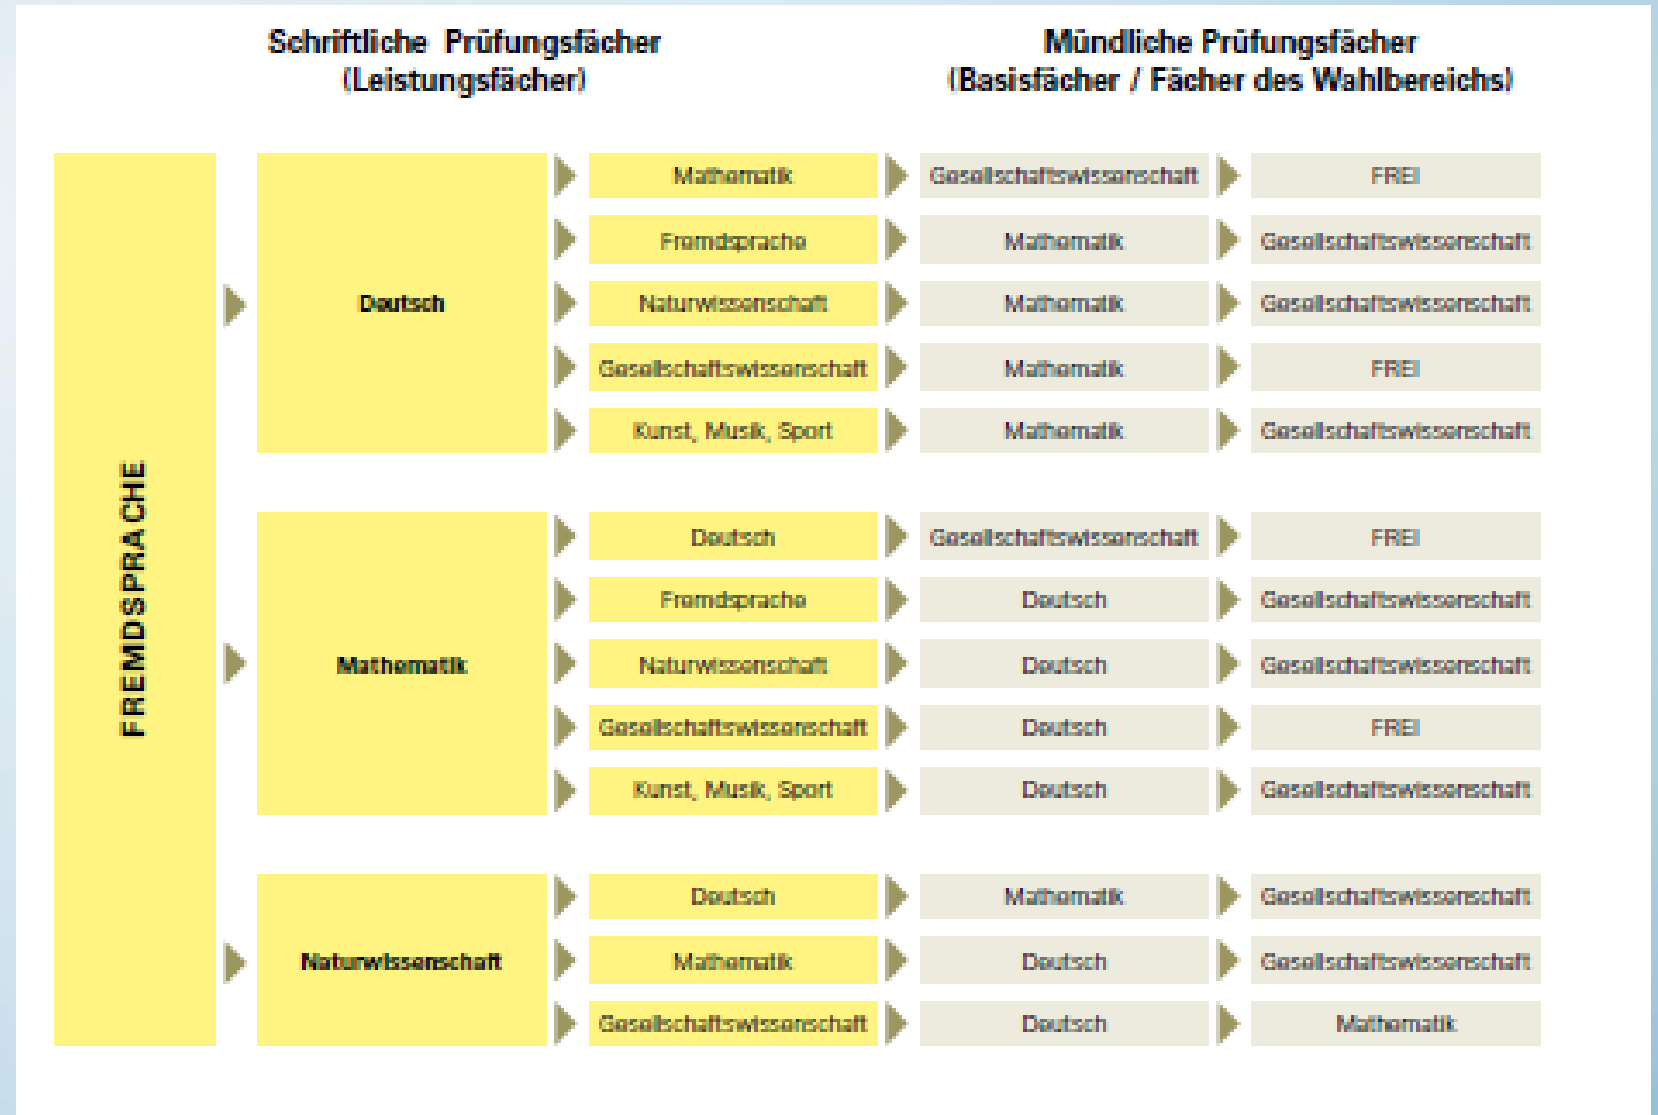 Schriftliche Prüfungsfächer
(Leistungsfächer)
Mündliche Prüfungsfächer
(Basisfächer / Fächer des Wahlbereichs)
FREMDSPRACHE
Deutsch
Mathematik Gesellschaftswissenschaft FREI
Fremdsprache Mathematik Gesellschaftswissenschaft
Naturwissenschaft Mathematik Gesellschaftswissenschaft
Gesellschaftswissenschaft Mathematik FREI
Kunst, Musik, Sport Mathematik Gesellschaftswissenschaft
Mathematik
Deutsch Gesellschaftswissenschaft FREI
Fremdsprache Deutsch Gesellschaftswissenschaft
Naturwissenschaft Deutsch Gesellschaftswissenschaft
Gesellschaftswissenschaft Deutsch FREI
Kunst, Musik, Sport Deutsch Gesellschaftswissenschaft
Naturwissenschaft
Deutsch Mathematik Gesellschaftswissenschaft
Mathematik Deutsch Gesellschaftswissenschaft
Gesellschaftswissenschaft Deutsch Mathematik